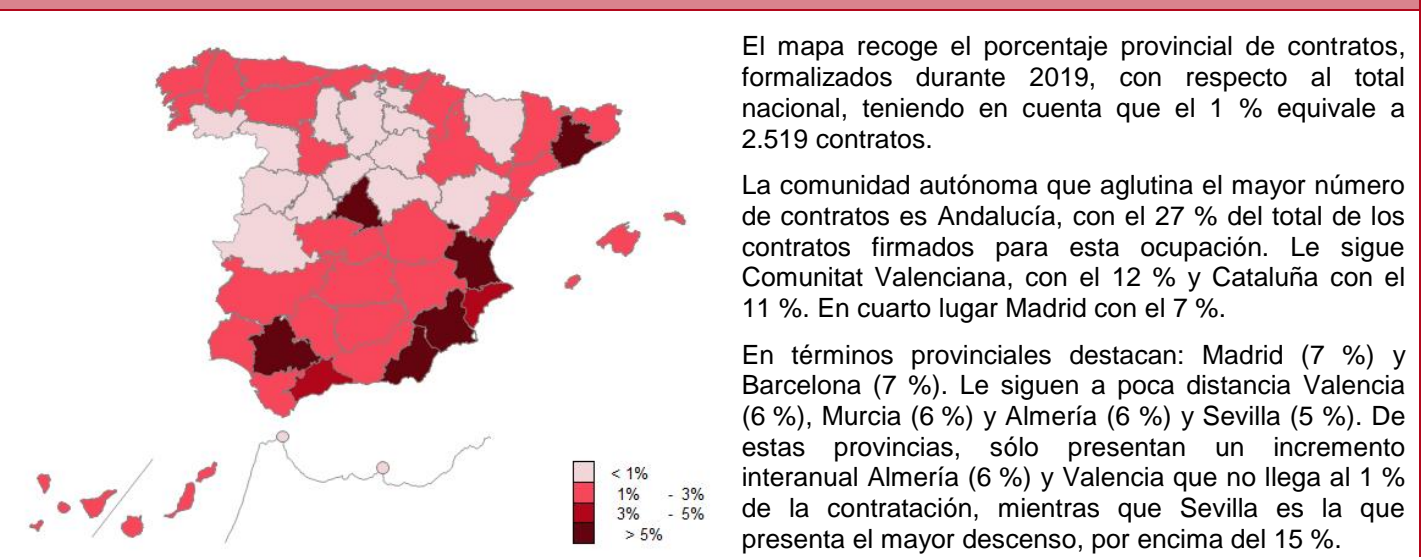 El mapa recoge el porcentaje provincial de contratos,
formalizados durante 2019, con respecto al total
nacional, teniendo en cuenta que el 1 % equivale a
2.519 contratos.
La comunidad autónoma que aglutina el mayor número
de contratos es Andalucía, con el 27 % del total de los
contratos firmados para esta ocupación. Le sigue
Comunitat Valenciana, con el 12 % y Cataluña con el
11 %. En cuarto lugar Madrid con el 7 %.
En términos provinciales destacan: Madrid (7 %) y
Barcelona (7 %). Le siguen a poca distancia Valencia
(6 %), Murcia (6 %) y Almería (6 %) y Sevilla (5 %). De
estas provincias, sólo presentan un incremento
interanual Almería (6 %) y Valencia que no llega al 1 %
de la contratación, mientras que Sevilla es la que
presenta el mayor descenso, por encima del 15 %.
< 1%
1% - 3%
3% - 5%
> 5%